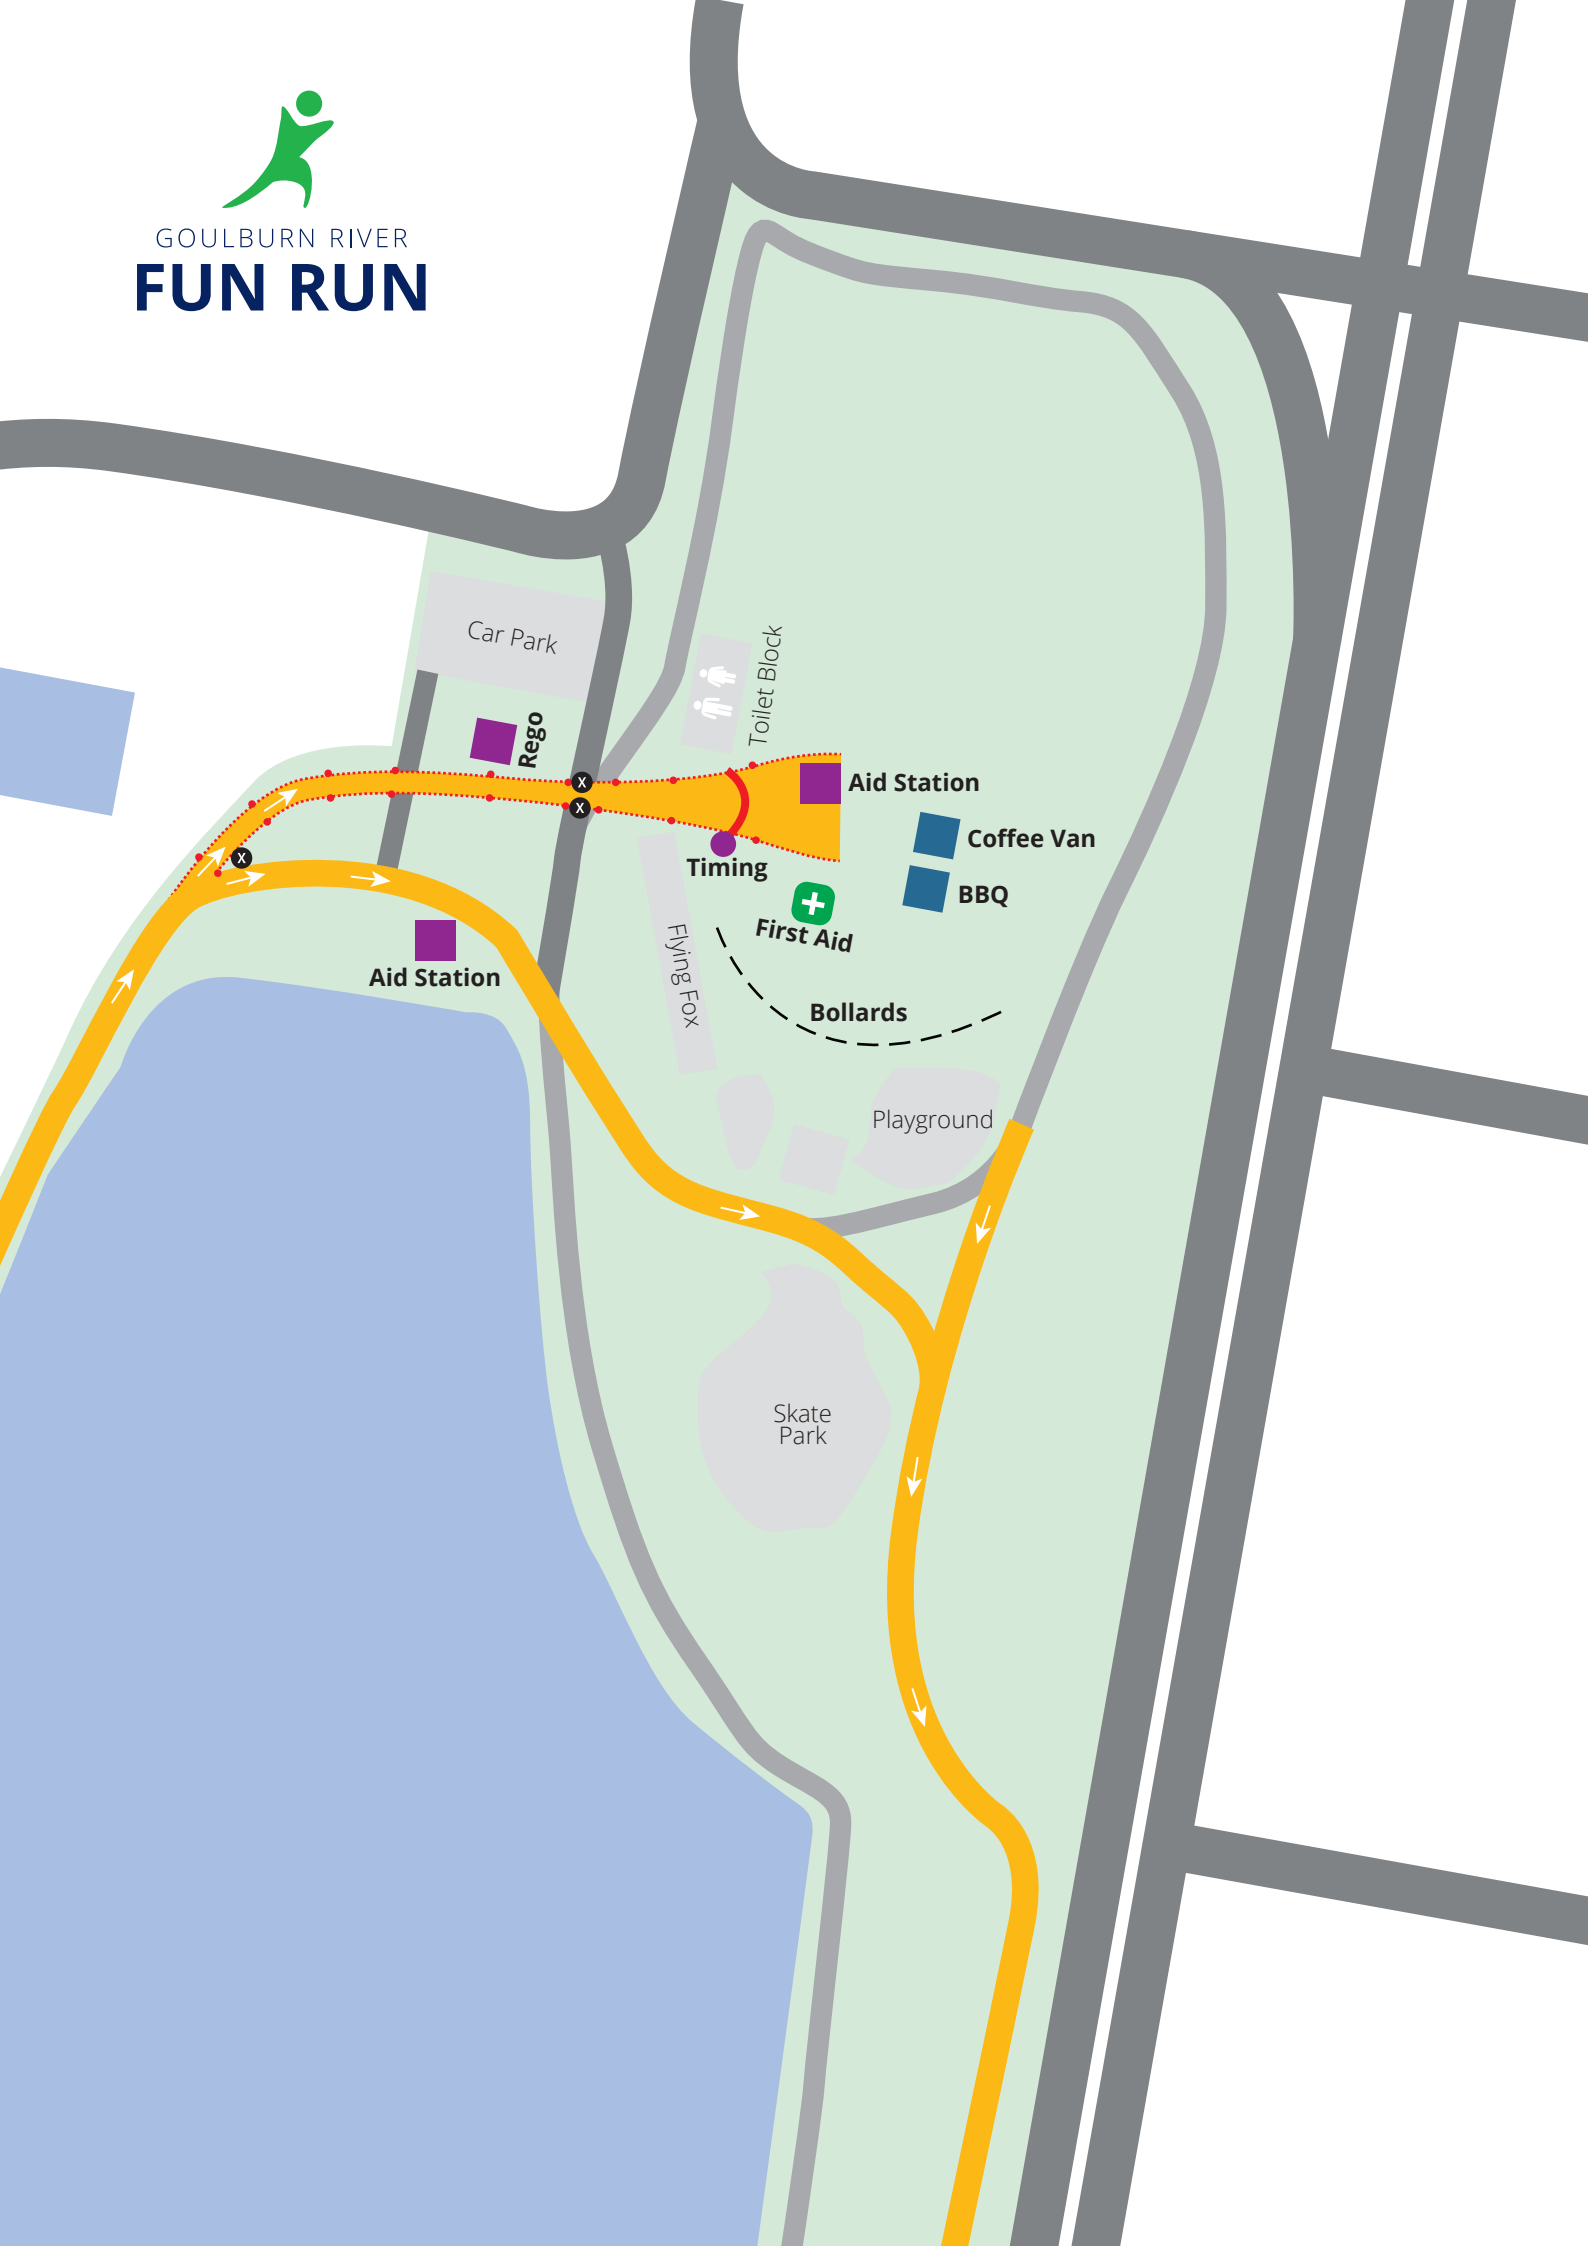 GOULBURN RIVER
FUN RUN
Car Park
Toilet Block
Rego
X
X
Aid Station
Coffee Van
X
Timing
BBQ
First Aid
Flying Fox
Aid Station
Bollards
Playground
Skate
Park